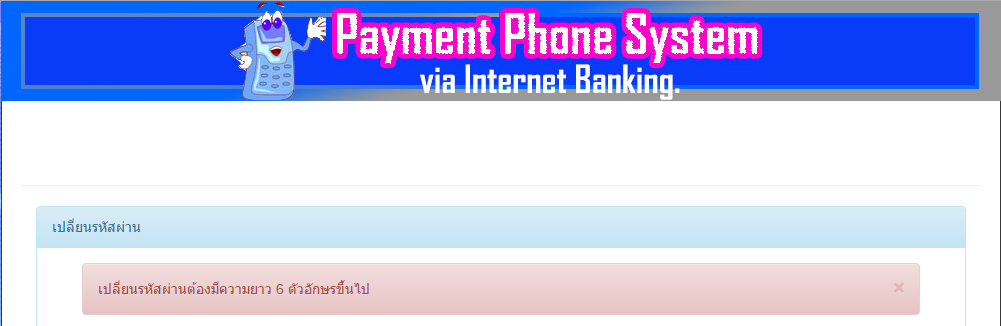 Payment Phone System
via Internet Banking.
เปลี่ยนรหัสผ่าน
เปลี่ยนรหัสผ่านต้องมีความยาว 6 ตัวอักษรขึ้นไป
×